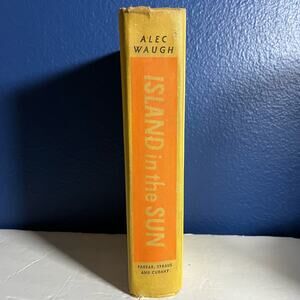 ALEC
WAUGH
ISLAND in the SUN
FARRAR, STRAUS
AND CUDAHY